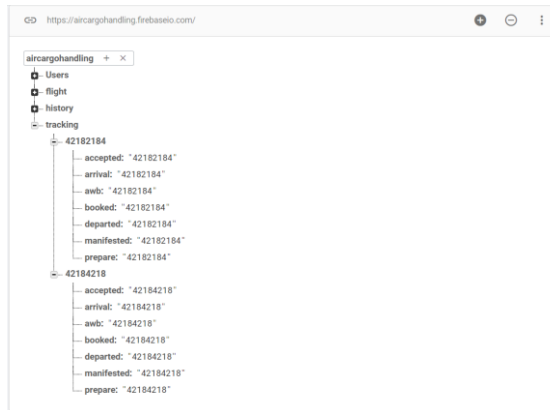 https://aircargohandling.firebaseio.com/
aircargohandling + ×
Users
flight
history
tracking
42182184
accepted: "42182184"
arrival: "42182184"
awb: "42182184"
booked: "42182184"
departed: "42182184"
manifested: "42182184"
prepare: "42182184"
42184218
accepted: "42184218"
arrival: "42184218"
awb: "42184218"
booked: "42184218"
departed: "42184218"
manifested: "42184218"
prepare: "42184218"